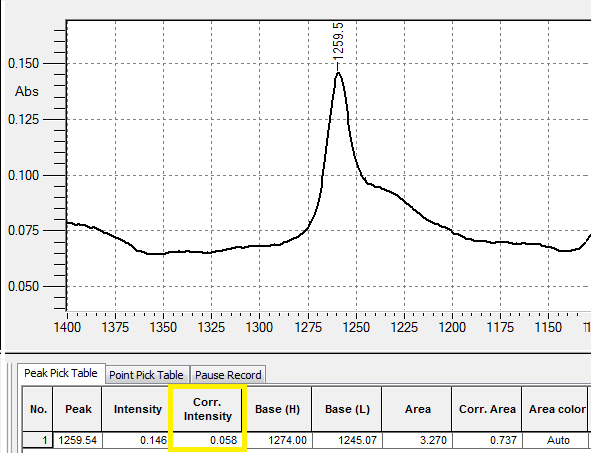 1259.5
0.150
Abs
0.125
0.100
0.075
0.050
1400 1375 1350 1325 1300 1275 1250 1225 1200 1175 1150
Peak Pick Table Point Pick Table Pause Record
No. Peak Intensity Corr. Intensity Base (H) Base (L) Area Corr. Area Area color
1 1259.54 0.146 0.058 1274.00 1245.07 3.270 0.737 Auto